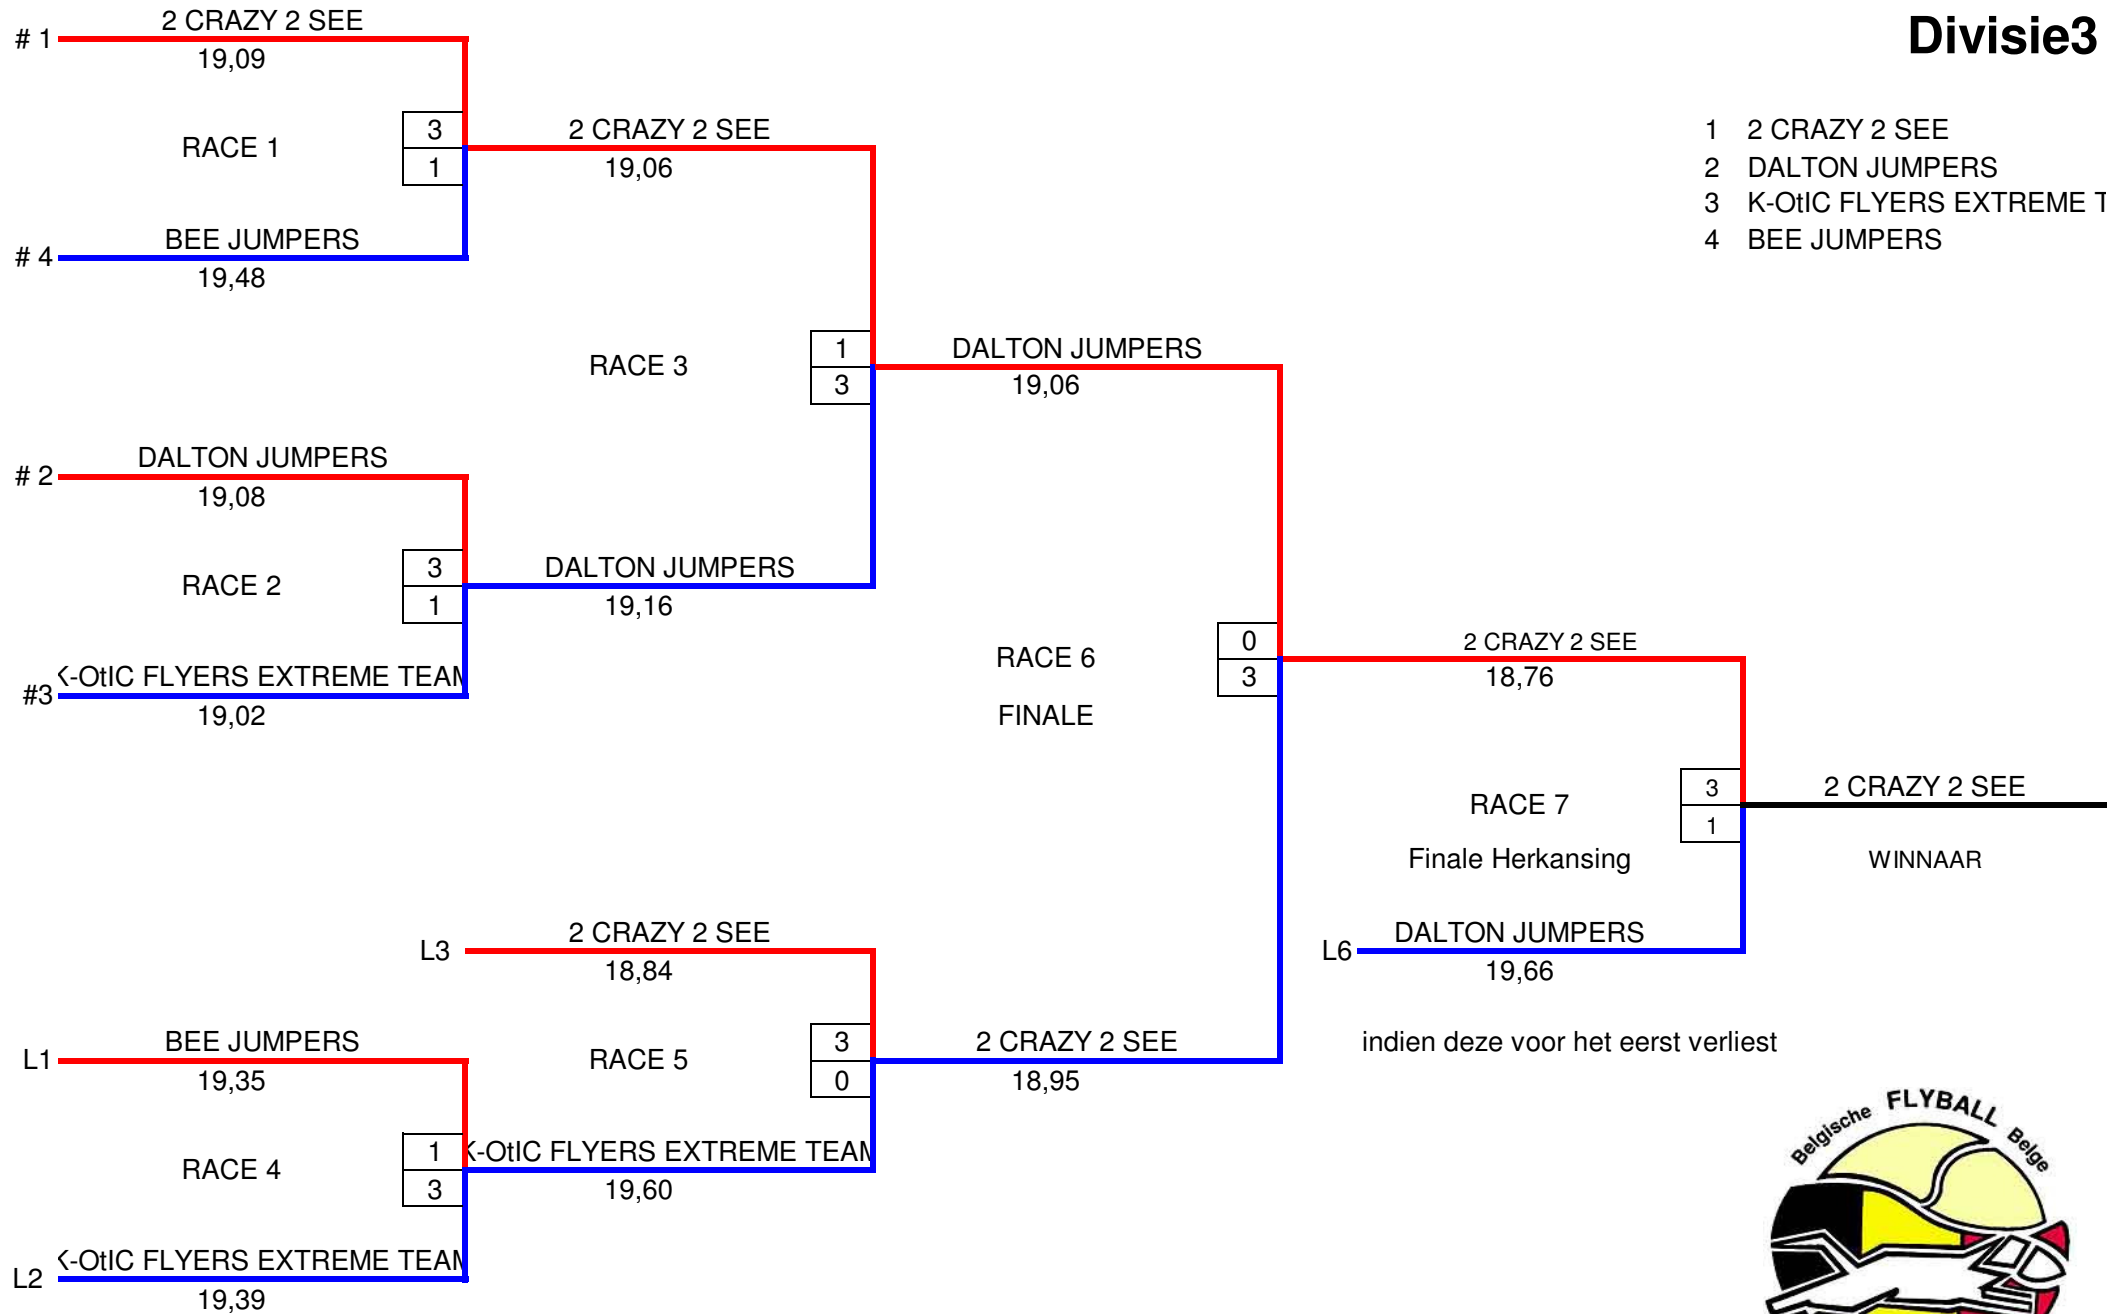 Divisie3
1 2 CRAZY 2 SEE
2 DALTON JUMPERS
3 K-OtIC FLYERS EXTREME T
4 BEE JUMPERS
# 1
2 CRAZY 2 SEE
19,09
RACE 1
3
1
# 4
BEE JUMPERS
19,48
2 CRAZY 2 SEE
19,06
RACE 3
1
3
# 2
DALTON JUMPERS
19,08
RACE 2
3
1
#3
K-OtIC FLYERS EXTREME TEAM
19,02
DALTON JUMPERS
19,16
DALTON JUMPERS
19,06
RACE 6
0
3
FINALE
2 CRAZY 2 SEE
18,76
RACE 7
3
1
Finale Herkansing
2 CRAZY 2 SEE
WINNAAR
L6
DALTON JUMPERS
19,66
indien deze voor het eerst verliest
L3
2 CRAZY 2 SEE
18,84
RACE 5
3
0
2 CRAZY 2 SEE
18,95
L1
BEE JUMPERS
19,35
RACE 4
1
3
K-OtIC FLYERS EXTREME TEAM
19,60
L2
K-OtIC FLYERS EXTREME TEAM
19,39
Belgische FLYBALL Belge